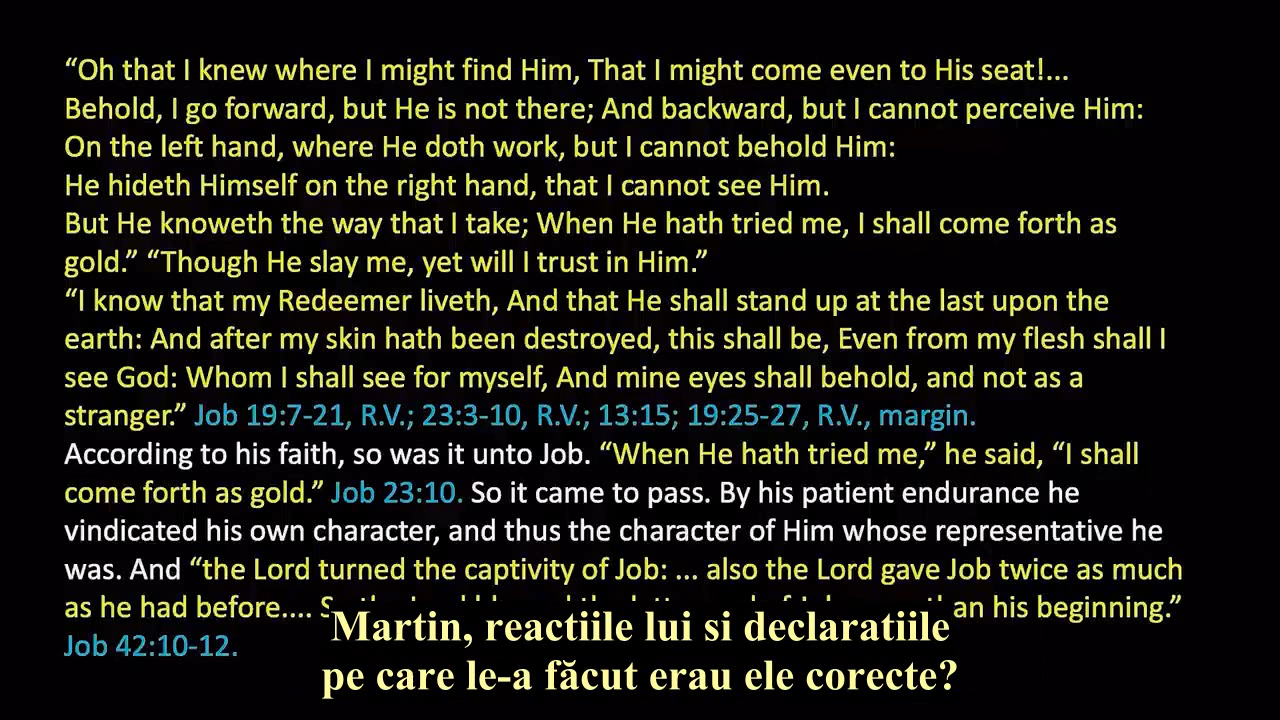 “Oh that I knew where I might find Him, That I might come even to His seat!...
Behold, I go forward, but He is not there; And backward, but I cannot perceive Him:
On the left hand, where He doth work, but I cannot behold Him:
He hideth Himself on the right hand, that I cannot see Him.
But He knoweth the way that I take; When He hath tried me, I shall come forth as
gold.” “Though He slay me, yet will I trust in Him.”
“I know that my Redeemer liveth, And that He shall stand up at the last upon the
earth: And after my skin hath been destroyed, this shall be, Even from my flesh shall I
see God: Whom I shall see for myself, And mine eyes shall behold, and not as a
stranger.” Job 19:7-21, R.V.; 23:3-10, R.V.; 13:15; 19:25-27, R.V., margin.
According to his faith, so was it unto Job. “When He hath tried me,” he said, “I shall
come forth as gold.” Job 23:10. So it came to pass. By his patient endurance he
vindicated his own character, and thus the character of Him whose representative he
was. And “the Lord turned the captivity of Job: ... also the Lord gave Job twice as much
as he had before.... his beginning.”
Job 42:10-12.
Martin, reactiile lui si declaratiile
pe care le-a făcut erau ele corecte?